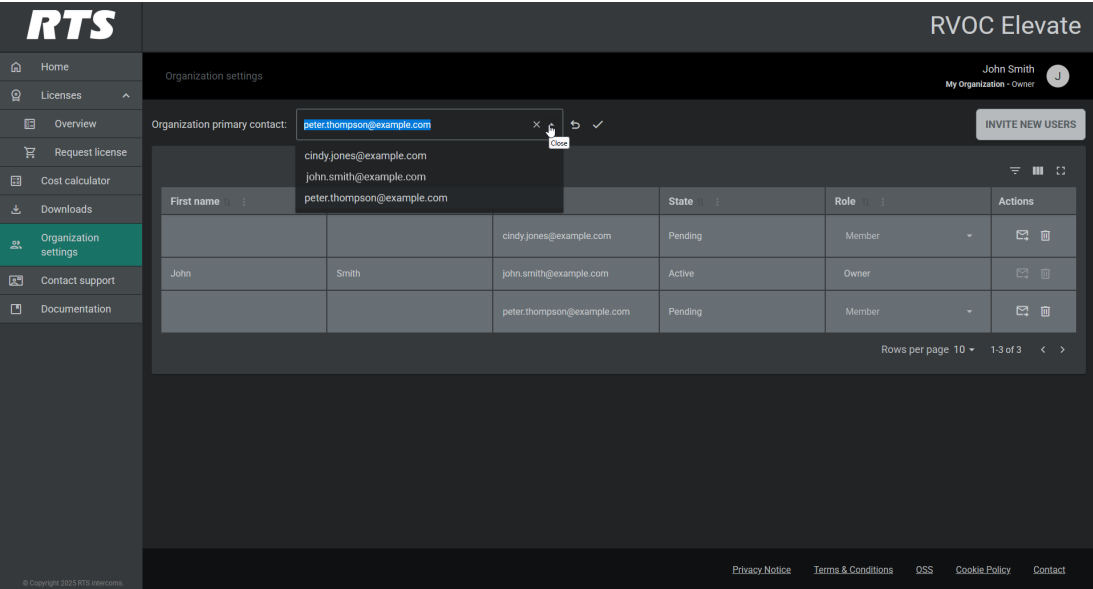 RTS
RVOC Elevate
Home
Licenses
Overview
Request license
Cost calculator
Downloads
Organization
settings
Contact support
Documentation
© Copyright 2025 RTS Intercoms.
Organization settings
John Smith
My Organization - Owner
J
Organization primary contact:
peter.thompson@example.com
Close
INVITE NEW USERS
cindy.jones@example.com
john.smith@example.com
peter.thompson@example.com
First name State Role Actions
cindy.jones@example.com Pending Member
John Smith john.smith@example.com Active Owner
peter.thompson@example.com Pending Member
Rows per page 10 1-3 of 3
Privacy Notice Terms & Conditions OSS Cookie Policy Contact